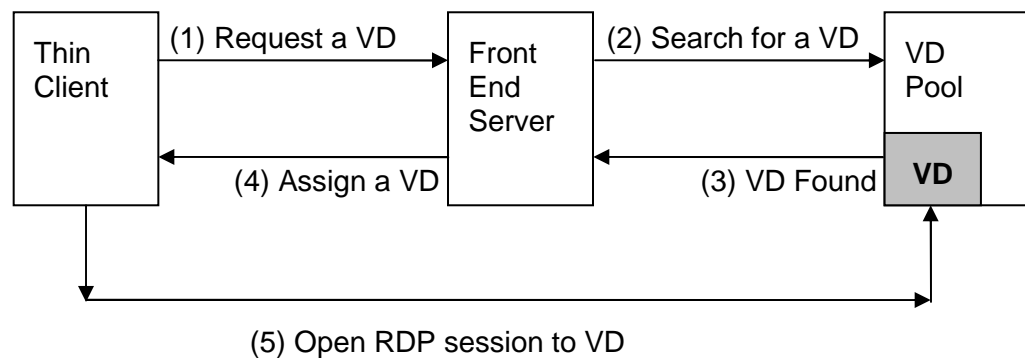 Thin
Client
(1) Request a VD
Front
End
Server
(2) Search for a VD
VD
Pool
(4) Assign a VD
(3) VD Found
VD
(5) Open RDP session to VD